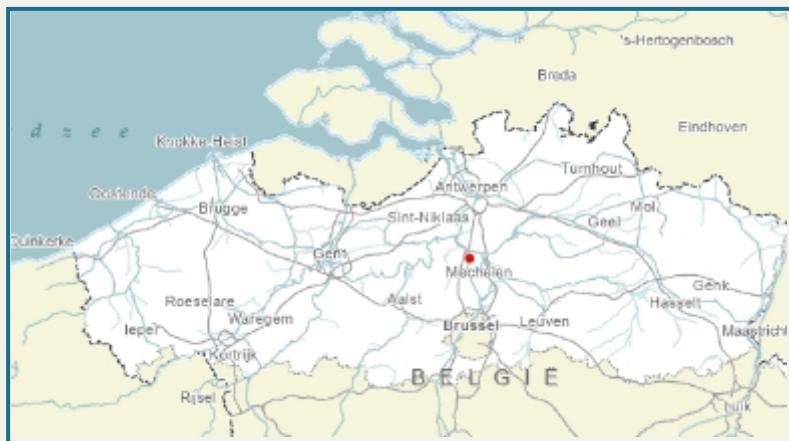 's-Hertogenbosch
Breda
Eindhoven
d z e e
Knokke-Heist
Turnhout
Antwerpen
Oostende
Brugge
Sint-Niklaas
Geel
Mol
Duinkerke
Gent
Mechelen
Genk
Roeselare
Aalst
Hasselt
Ieper
Waregem
Brussel
Leuven
Maastricht
Kortrijk
BELGIË
Rijsel
Luik